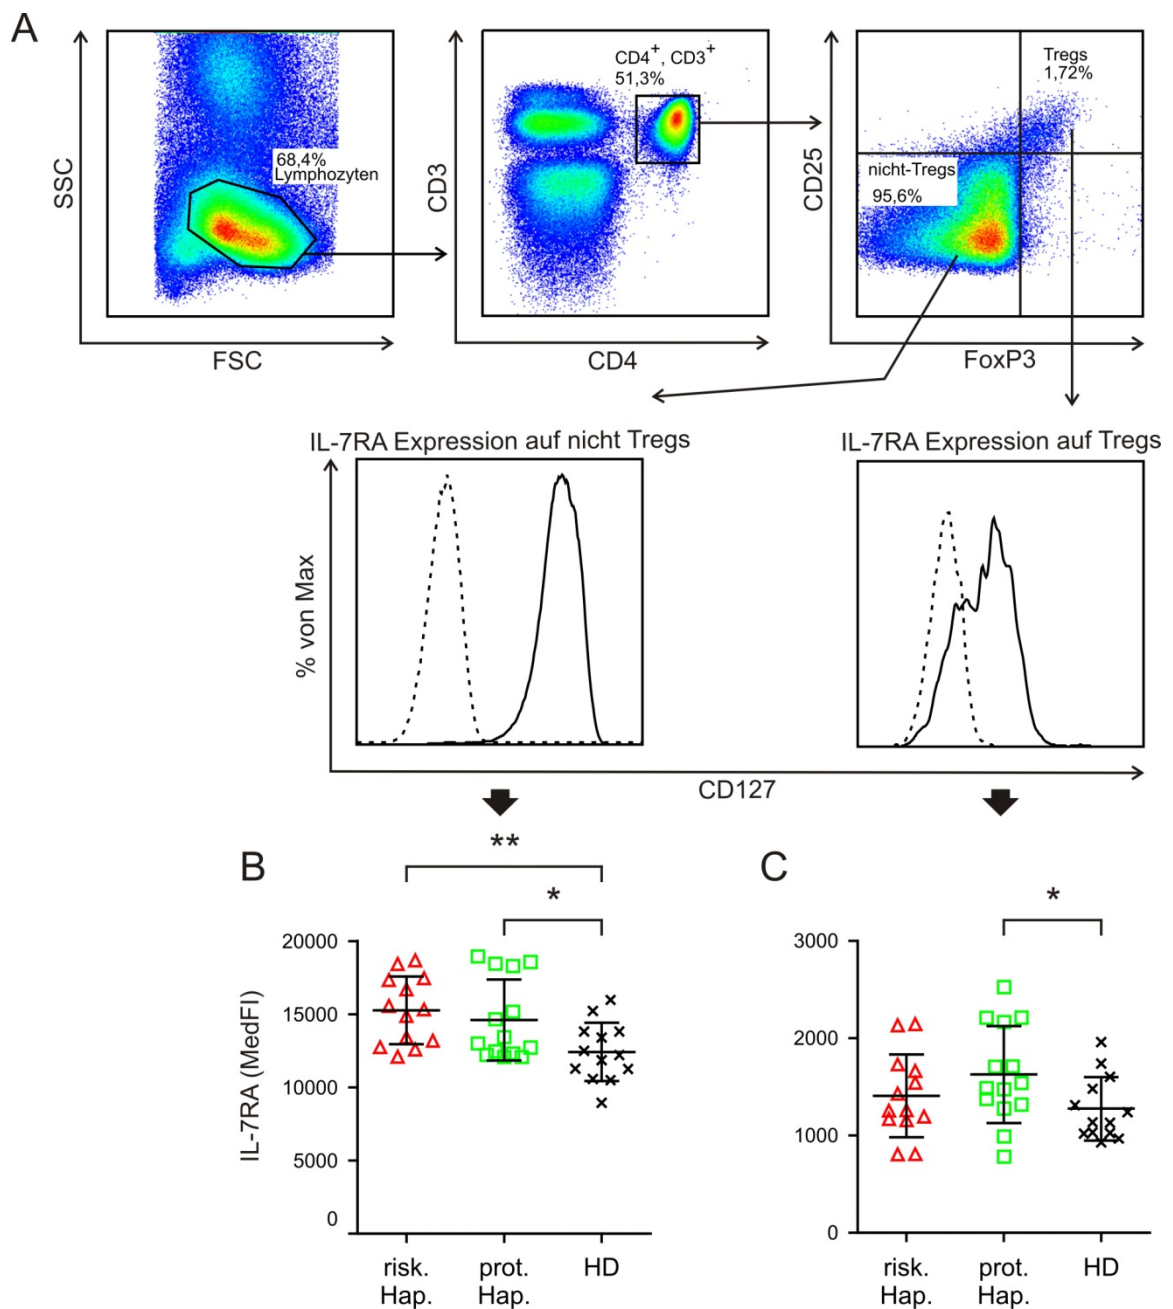 A
SSC
68,4%
Lymphozyten
FSC
CD3
CD4+, CD3+
51,3%
CD4
CD25
Tregs
1,72%
nicht-Tregs
95,6%
FoxP3
IL-7RA Expression auf nicht Tregs
IL-7RA Expression auf Tregs
% von Max
CD127
B
**
*
IL-7RA (MedFI)
20000
15000
10000
5000
0
risk.
Hap.
prot.
Hap.
HD
C
*
3000
2000
1000
0
risk.
Hap.
prot.
Hap.
HD